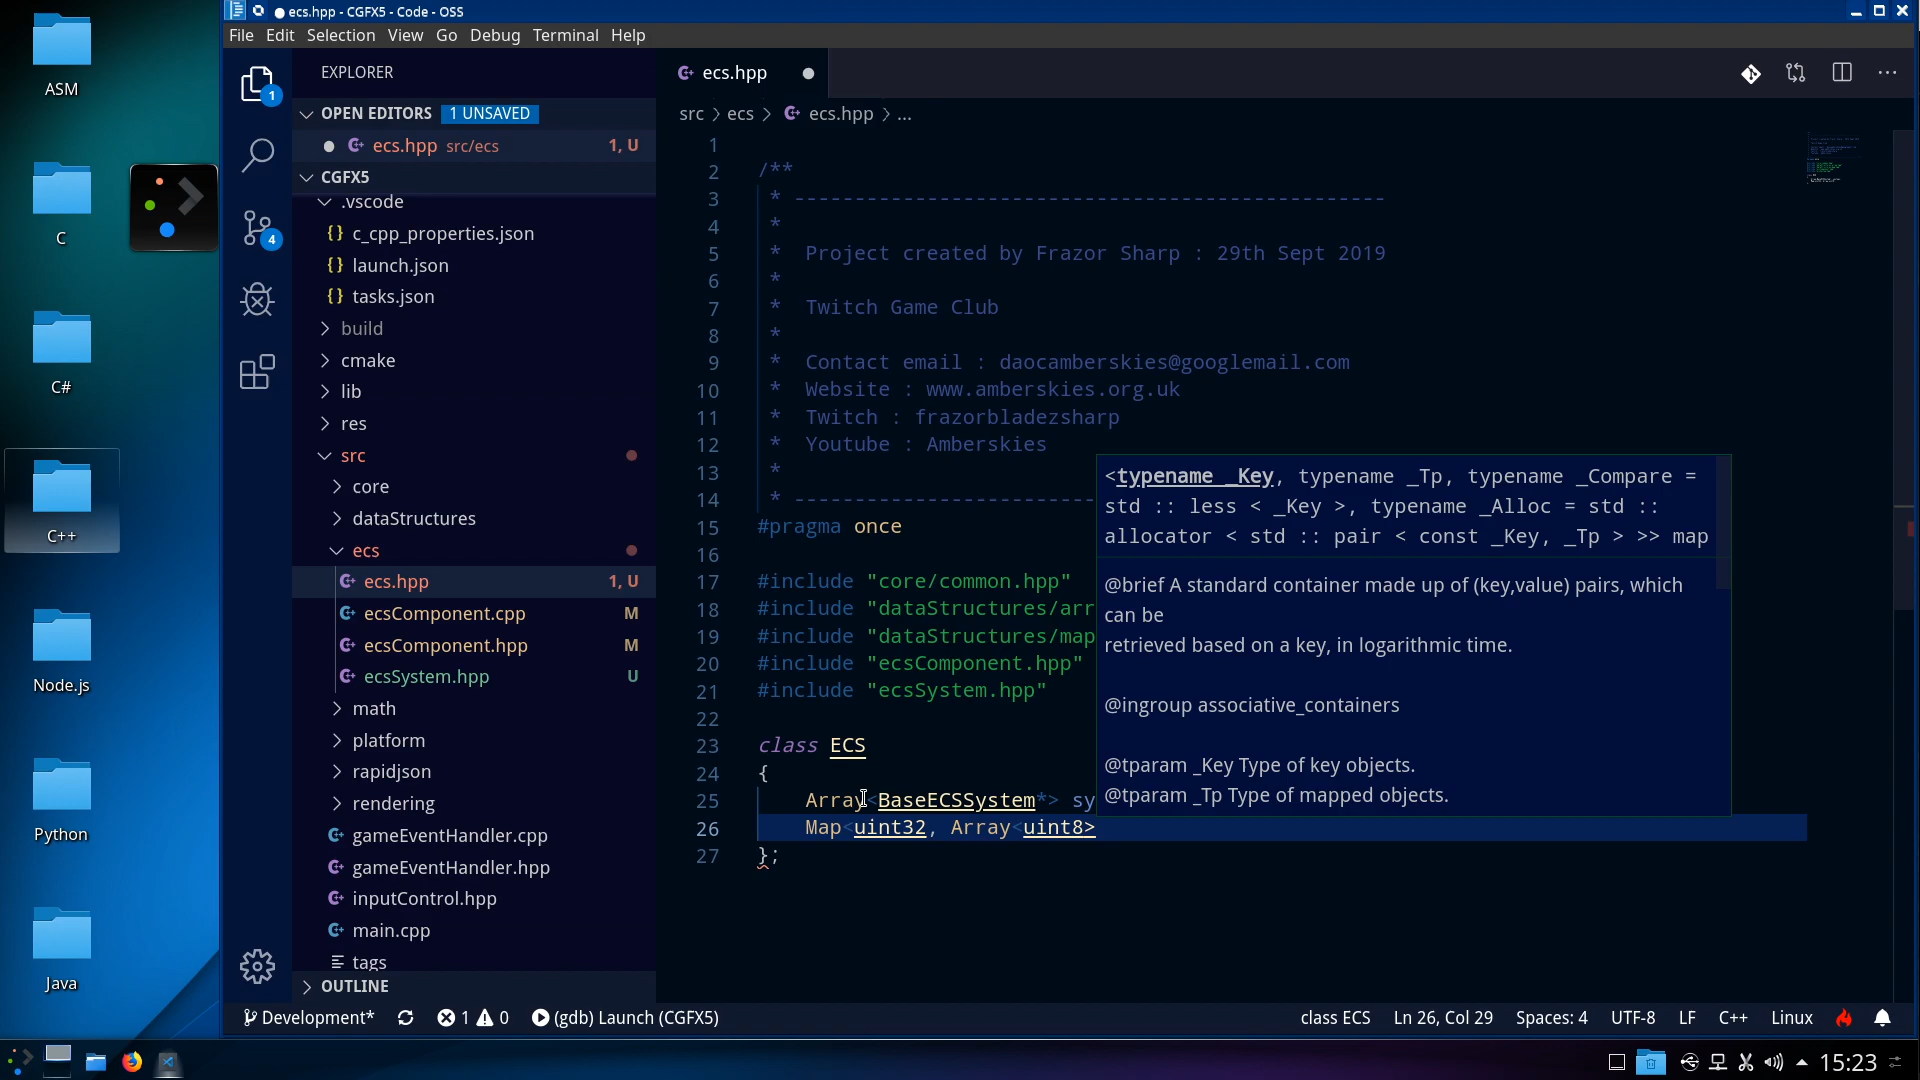 ecs.hpp - CGFX5 - Code - OSS
File Edit Selection View Go Debug Terminal Help
ASM
C
C#
C++
Node.js
Python
Java
1
4
EXPLORER
OPEN EDITORS 1 UNSAVED
ecs.hpp src/ecs 1, U
CGFX5
.vscode
{} c_cpp_properties.json
{} launch.json
{} tasks.json
build
cmake
lib
res
src
core
dataStructures
ecs
ecs.hpp 1, U
ecsComponent.cpp M
ecsComponent.hpp M
ecsSystem.hpp U
math
platform
rapidjson
rendering
gameEventHandler.cpp
gameEventHandler.hpp
inputControl.hpp
main.cpp
tags
OUTLINE
ecs.hpp
src > ecs > ecs.hpp > ...
1
2 /**
3 * -------------------------------------------------
4 *
5 * Project created by Frazor Sharp : 29th Sept 2019
6 *
7 * Twitch Game Club
8 *
9 * Contact email : daocamberskies@googlemail.com
10 * Website : www.amberskies.org.uk
11 * Twitch : frazorbladezsharp
12 * Youtube : Amberskies
13 *
14 * -------------------------
15 #pragma once
16
17 #include "core/common.hpp"
18 #include "dataStructures/arr
19 #include "dataStructures/map
20 #include "ecsComponent.hpp"
21 #include "ecsSystem.hpp"
22
23 class ECS
24 {
25 Array<BaseECSSystem*> sy
26 Map<uint32, Array<uint8>
27 };
<typename _Key, typename _Tp, typename _Compare =
std :: less < _Key >, typename _Alloc = std ::
allocator < std :: pair < const _Key, _Tp > >> map
@brief A standard container made up of (key,value) pairs, which
can be
retrieved based on a key, in logarithmic time.
@ingroup associative_containers
@tparam _Key Type of key objects.
@tparam _Tp Type of mapped objects.
Development* 1 0 (gdb) Launch (CGFX5) class ECS Ln 26, Col 29 Spaces: 4 UTF-8 LF C++ Linux
15:23